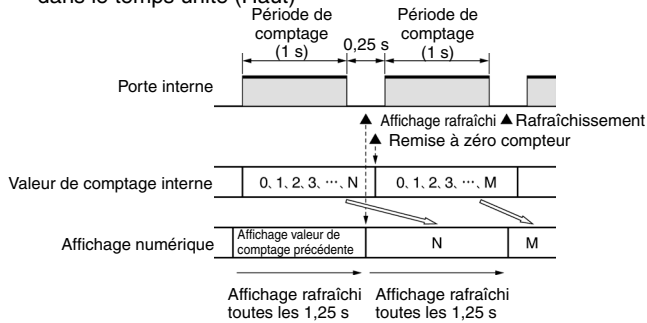 dans le temps unité (Haut)
Période de comptage (1 s)
0,25 s
Période de comptage (1 s)
Porte interne
Affichage rafraîchi
Rafraîchissement
Remise à zéro compteur
Valeur de comptage interne
0, 1, 2, 3, ···, N
0, 1, 2, 3, ···, M
Affichage numérique
Affichage valeur de comptage précédente
N
M
Affichage rafraîchi toutes les 1,25 s
Affichage rafraîchi toutes les 1,25 s